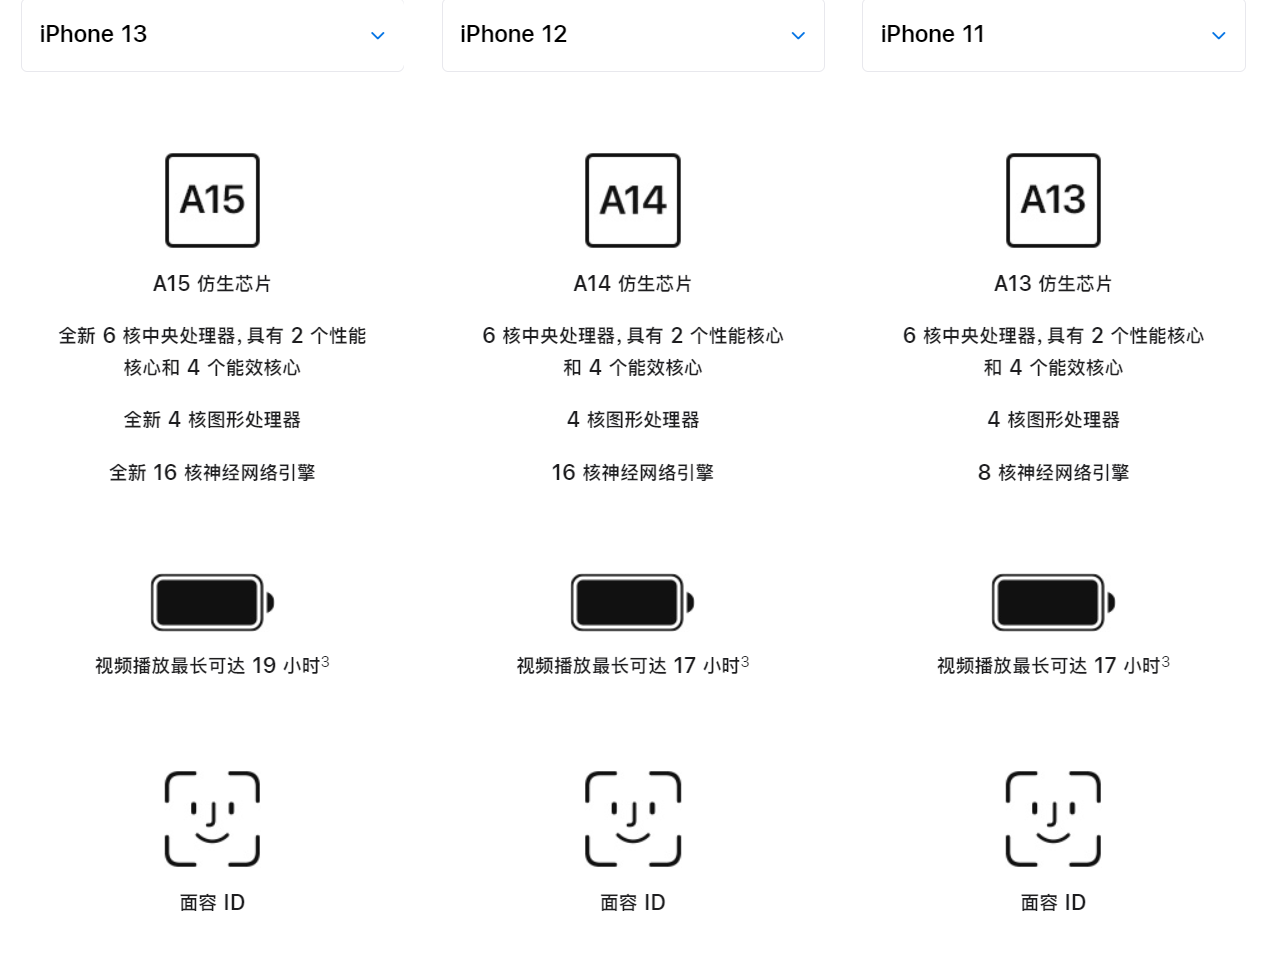 iPhone 13
iPhone 12
iPhone 11
A15
A14
A13
A15 仿生芯片
A14 仿生芯片
A13 仿生芯片
全新 6 核中央处理器，具有 2 个性能
核心和 4 个能效核心
6 核中央处理器，具有 2 个性能核心
和 4 个能效核心
6 核中央处理器，具有 2 个性能核心
和 4 个能效核心
全新 4 核图形处理器
4 核图形处理器
4 核图形处理器
全新 16 核神经网络引擎
16 核神经网络引擎
8 核神经网络引擎
视频播放最长可达 19 小时3
视频播放最长可达 17 小时3
视频播放最长可达 17 小时3
面容 ID
面容 ID
面容 ID